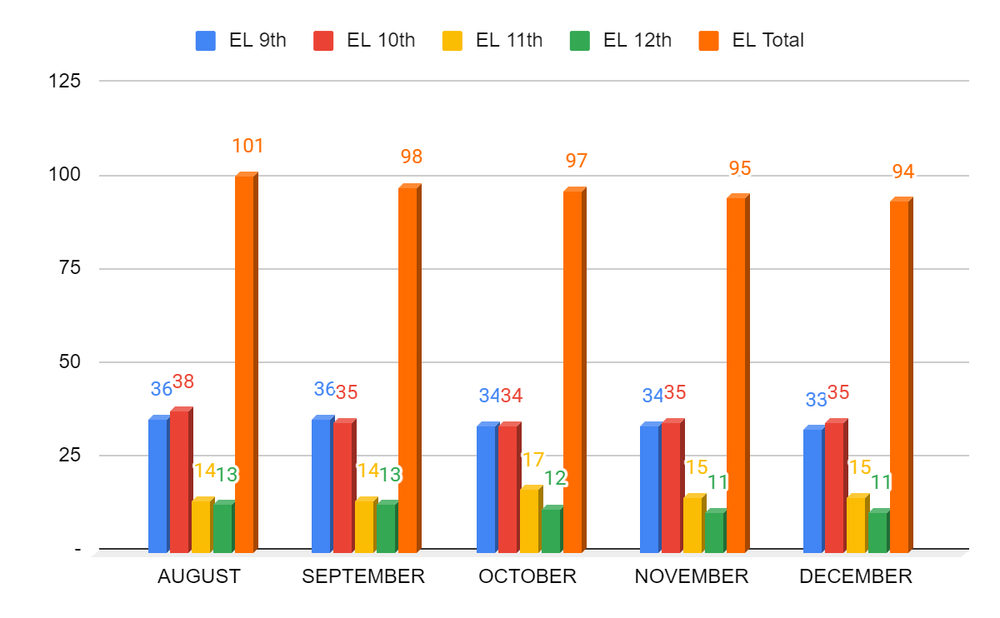 EL 9th EL 10th EL 11th EL 12th EL Total
125
100
75
50
25
-
101
98
97
95
94
36 38 14 13
36 35 14 13
34 34 17 12
34 35 15 11
33 35 15 11
AUGUST SEPTEMBER OCTOBER NOVEMBER DECEMBER